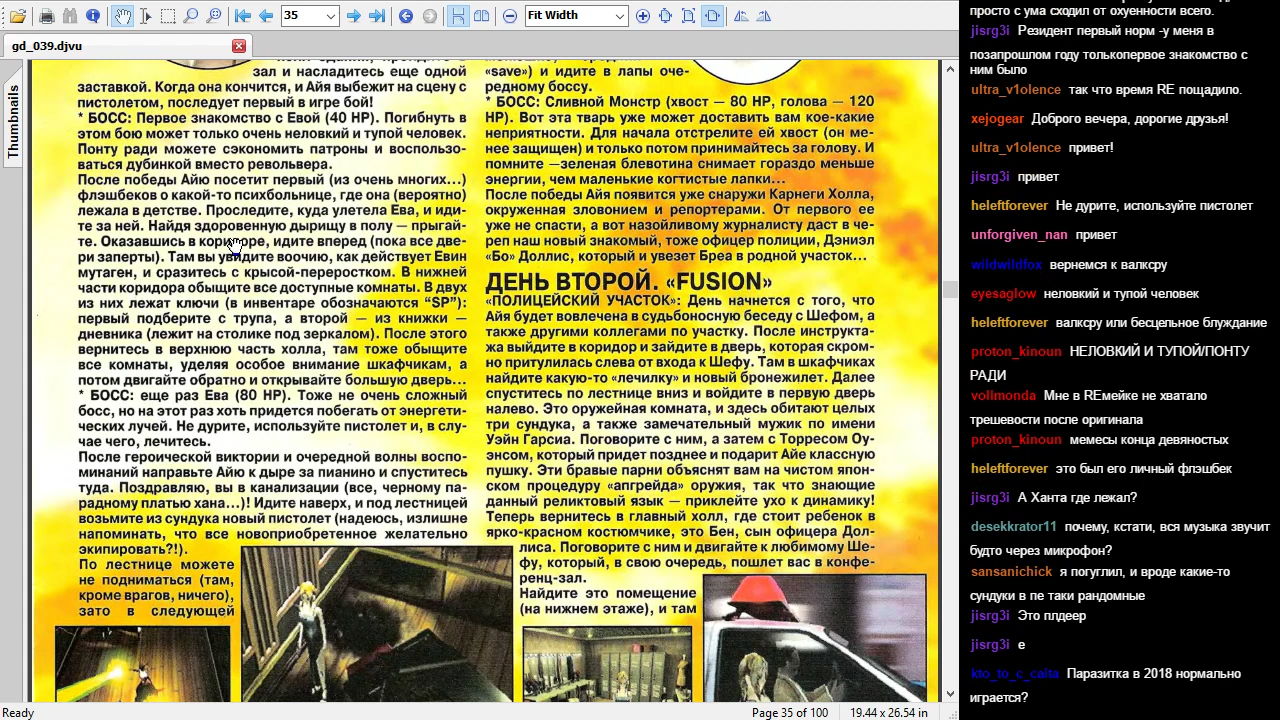 35
Fit Width
gd_039.djvu
Thumbnails
зал и насладитесь еще одной
заставкой. Когда она кончится, и Айя выбежит на сцену с
пистолетом, последует первый в игре бой!
* БОСС: Первое знакомство с Евой (40 HP). Погибнуть в
этом бою может только очень неловкий и тупой человек.
Понту ради можете сэкономить патроны и воспользо-
ваться дубинкой вместо револьвера.
После победы Айю посетит первый (из очень многих...)
флэшбеков о какой-то психбольнице, где она (вероятно)
лежала в детстве. Проследите, куда улетела Ева, и иди-
те за ней. Найдя здоровенную дырищу в полу — прыгай-
те. Оказавшись в коридоре, идите вперед (пока все две-
ри заперты). Там вы увидите воочию, как действует Евин
мутаген, и сразитесь с крысой-переростком. В нижней
части коридора обыщите все доступные комнаты. В двух
из них лежат ключи (в инвентаре обозначаются “SP”):
первый подберите с трупа, а второй — из книжки —
дневника (лежит на столике под зеркалом). После этого
вернитесь в верхнюю часть холла, там тоже обыщите
все комнаты, уделяя особое внимание шкафчикам, а
потом двигайте обратно и открывайте большую дверь...
* БОСС: еще раз Ева (80 HP). Тоже не очень сложный
босс, но на этот раз хоть придется побегать от энергети-
ческих лучей. Не дурите, используйте пистолет и, в слу-
чае чего, лечитесь.
После героической виктории и очередной волны воспо-
минаний направьте Айю к дыре за пианино и спуститесь
туда. Поздравляю, вы в канализации (все, черному па-
радному платью хана...)! Идите наверх, и под лестницей
возьмите из сундука новый пистолет (надеюсь, излишне
напоминать, что все новоприобретенное желательно
экипировать?!).
По лестнице можете
не подниматься (там,
кроме врагов, ничего),
зато в следующей
«save») и идите в лапы оче-
редному боссу.
* БОСС: Сливной Монстр (хвост — 80 HP, голова — 120
HP). Вот эта тварь уже может доставить вам кое-какие
неприятности. Для начала отстрелите ей хвост (он ме-
нее защищен) и только потом принимайтесь за голову. И
помните —зеленая блевотина снимает гораздо меньше
энергии, чем маленькие когтистые лапки...
После победы Айя появится уже снаружи Карнеги Холла,
окруженная зловонием и репортерами. От первого ее
уже не спасти, а вот назойливому журналисту даст в че-
реп наш новый знакомый, тоже офицер полиции, Дэниэл
«Бо» Доллис, который и увезет Бреа в родной участок...
ДЕНЬ ВТОРОЙ. «FUSION»
«ПОЛИЦЕЙСКИЙ УЧАСТОК»: День начнется с того, что
Айя будет вовлечена в судьбоносную беседу с Шефом, а
также другими коллегами по участку. После инструкта-
жа выйдите в коридор и зайдите в дверь, которая скром-
но притулилась слева от входа к Шефу. Там в шкафчиках
найдите какую-то «лечилку» и новый бронежилет. Далее
спуститесь по лестнице вниз и войдите в первую дверь
налево. Это оружейная комната, и здесь обитают целых
три сундука, а также замечательный мужик по имени
Уэйн Гарсиа. Поговорите с ним, а затем с Торресом Оу-
энсом, который придет позднее и подарит Айе классную
пушку. Эти бравые парни объяснят вам на чистом япон-
ском процедуру «апгрейда» оружия, так что знающие
данный реликтовый язык — приклейте ухо к динамику!
Теперь вернитесь в главный холл, где стоит ребенок в
ярко-красном костюмчике, это Бен, сын офицера Дол-
лиса. Поговорите с ним и двигайте к любимому Ше-
фу, который, в свою очередь, пошлет вас в конфе-
ренц-зал.
Найдите это помещение
(на нижнем этаже), и там
Ready
Page 35 of 100
19.44 x 26.54 in
просто с ума сходил от охуенности всего.
jisrg3i Резидент первый норм -у меня в
позапрошлом году толькопервое знакомство с
ним было
ultra_v1olence так что время RE пощадило.
xejogear Доброго вечера, дорогие друзья!
ultra_v1olence привет!
jisrg3i привет
heleftforever Не дурите, используйте пистолет
unforgiven_nan привет
wildwildfox вернемся к валксру
eyesaglow неловкий и тупой человек
heleftforever валксру или бесцельное блуждание
proton_kinoun НЕЛОВКИЙ И ТУПОЙ/ПОНТУ
РАДИ
vollmonda Мне в REмейке не хватало
трешевости после оригинала
proton_kinoun мемесы конца девяностых
heleftforever это был его личный флэшбек
jisrg3i А Ханта где лежал?
desekkrator11 почему, кстати, вся музыка звучит
будто через микрофон?
sansanichick я погуглил, и вроде какие-то
сундуки в пе таки рандомные
jisrg3i Это плдеер
jisrg3i е
kto_to_c_caita Паразитка в 2018 нормально
играется?